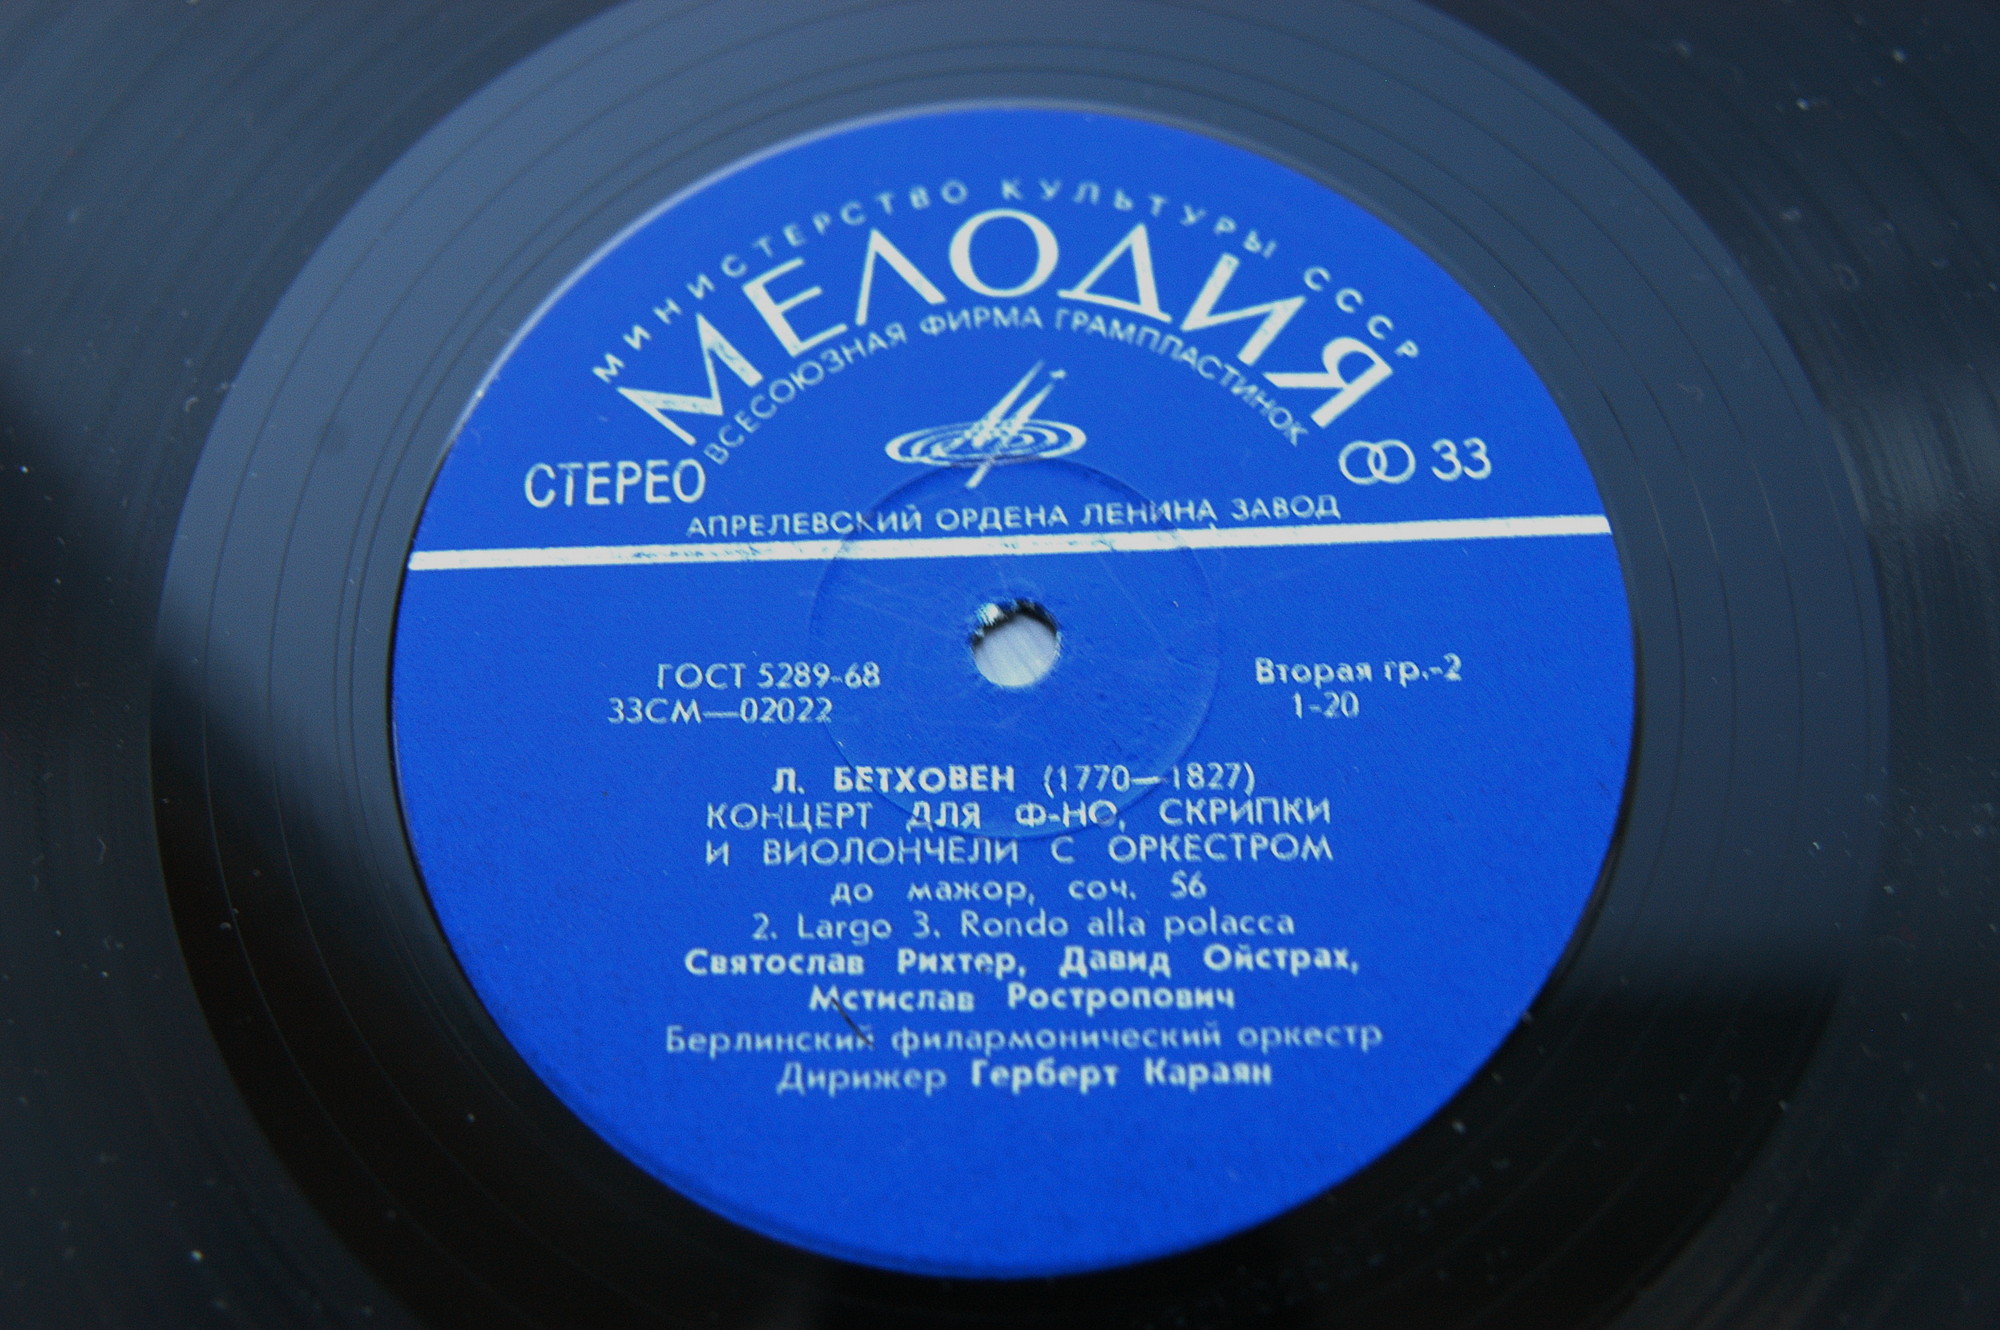 МИНИСТЕРСТВО КУЛЬТУРЫ СССР
МЕЛОДИЯ
ВСЕСОЮЗНАЯ ФИРМА ГРАМПЛАСТИНОК
СТЕРЕО
33
АПРЕЛЕВСКИЙ ОРДЕНА ЛЕНИНА ЗАВОД
ГОСТ 5289-68
33СМ—02022
Вторая гр.-2
1-20
Л. БЕТХОВЕН (1770—1827)
КОНЦЕРТ ДЛЯ Ф-НО, СКРИПКИ
И ВИОЛОНЧЕЛИ С ОРКЕСТРОМ
до мажор, соч. 56
2. Largo 3. Rondo alla polacca
Святослав Рихтер, Давид Ойстрах,
Мстислав Ростропович
Берлинский филармонический оркестр
Дирижер Герберт Караян